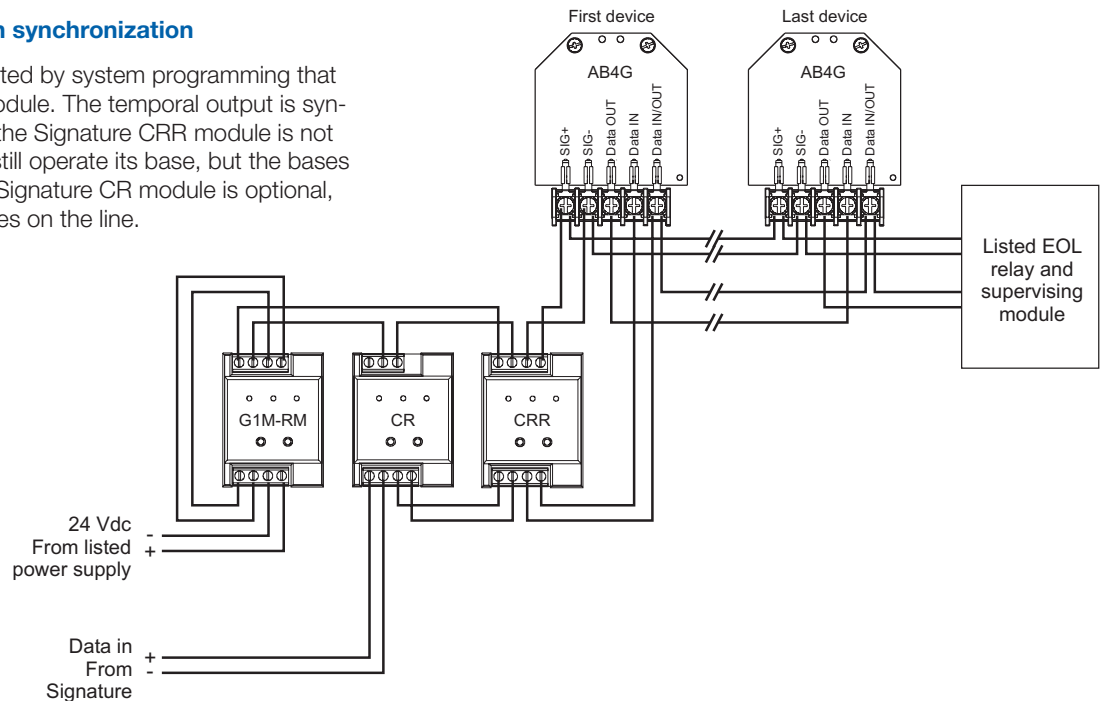 n synchronization
ted by system programming that
odule. The temporal output is syn-
the Signature CRR module is not
still operate its base, but the bases
Signature CR module is optional,
es on the line.
First device
Last device
AB4G
AB4G
SIG+
SIG-
Data OUT
Data IN
Data IN/OUT
SIG+
SIG-
Data OUT
Data IN
Data IN/OUT
Listed EOL
relay and
supervising
module
G1M-RM
CR
CRR
24 Vdc
From listed
power supply
-
+
Data in
From
Signature
+
-